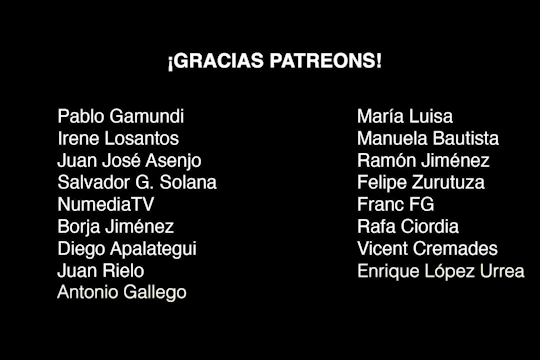 ¡GRACIAS PATREONS!
Pablo Gamundi
Irene Losantos
Juan José Asenjo
Salvador G. Solana
NumediaTV
Borja Jiménez
Diego Apalategui
Juan Rielo
Antonio Gallego
María Luisa
Manuela Bautista
Ramón Jiménez
Felipe Zurutuza
Franc FG
Rafa Ciordia
Vicent Cremades
Enrique López Urrea